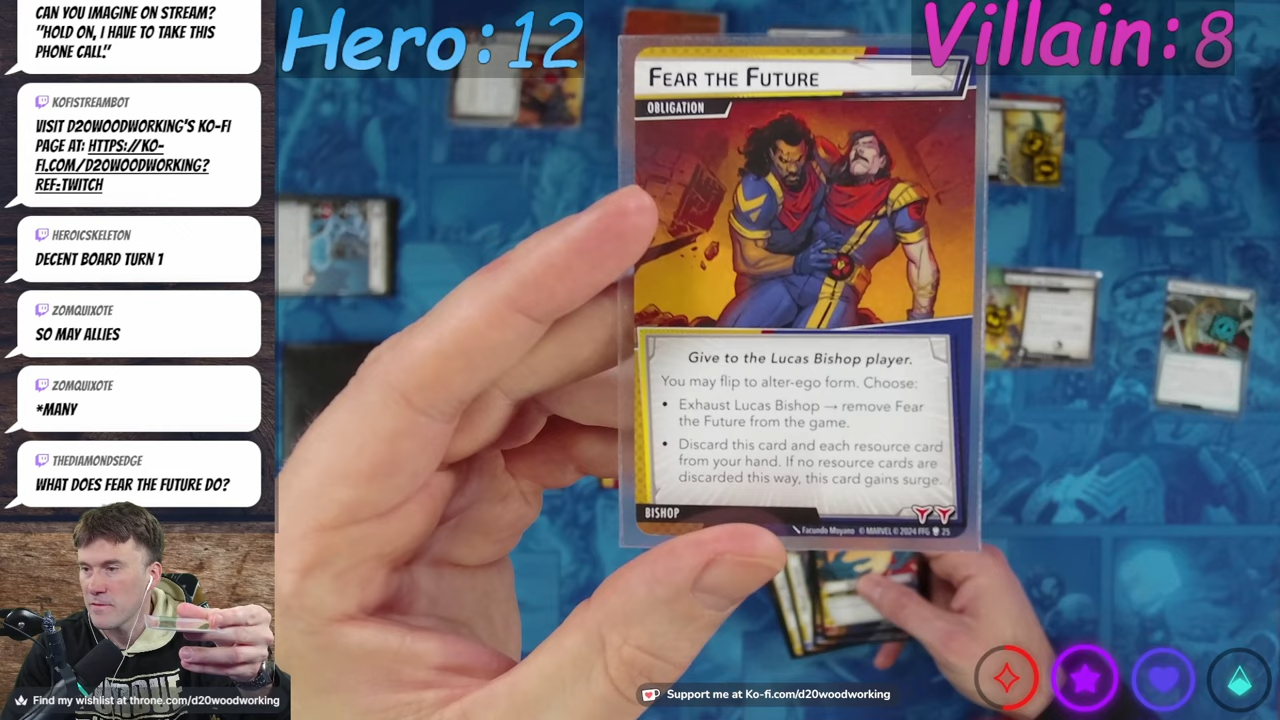 CAN YOU IMAGINE ON STREAM?
"HOLD ON, I HAVE TO TAKE THIS
PHONE CALL."
KOFISTREAMBOT
VISIT D20WOODWORKING'S KO-FI
PAGE AT: HTTPS://KO-
FI.COM/D20WOODWORKING?
REF=TWITCH
HEROICSKELETON
DECENT BOARD TURN 1
ZOMQUIXOTE
SO MAY ALLIES
ZOMQUIXOTE
*MANY
THEDIAMONDSEDGE
WHAT DOES FEAR THE FUTURE DO?
Find my wishlist at throne.com/d20woodworking
Hero: 12
Villain: 8
FEAR THE FUTURE
OBLIGATION
Give to the Lucas Bishop player.
You may flip to alter-ego form. Choose:
• Exhaust Lucas Bishop → remove Fear
the Future from the game.
• Discard this card and each resource card
from your hand. If no resource cards are
discarded this way, this card gains surge.
BISHOP
Facundo Moyano © MARVEL © 2024 FFG 25
Support me at Ko-fi.com/d20woodworking